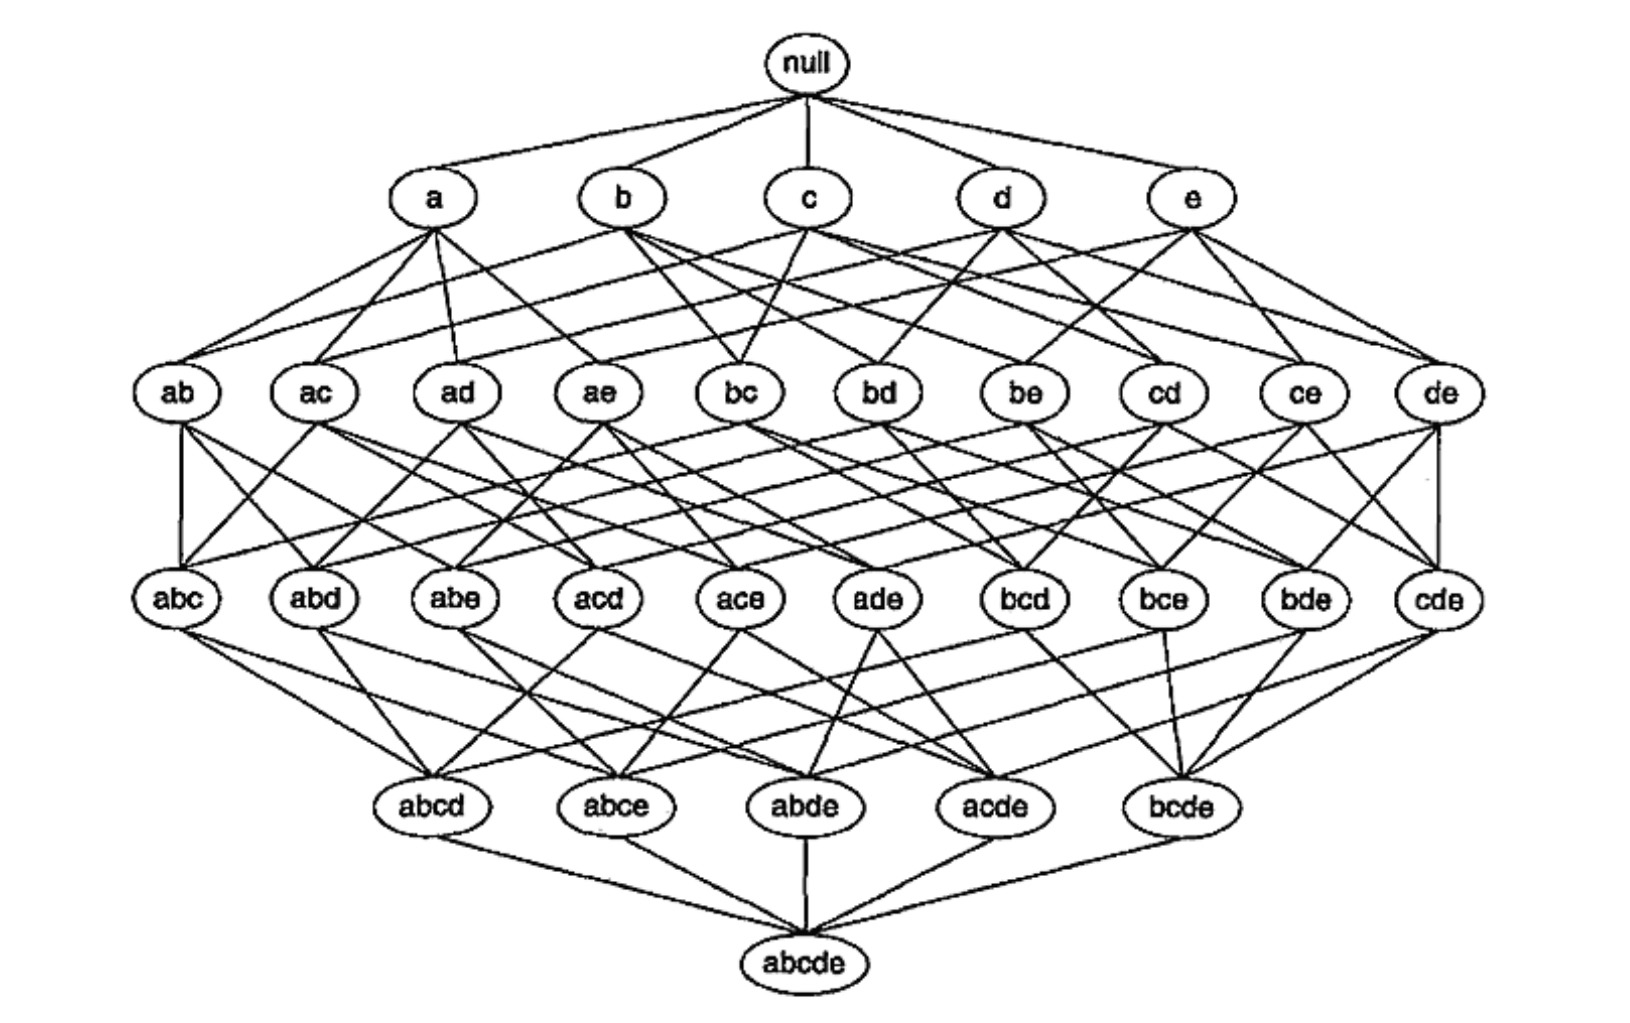 null
a b c d e
ab ac ad ae bc bd be cd ce de
abc abd abe acd ace ade bcd bce bde cde
abcd abce abde acde bcde
abcde